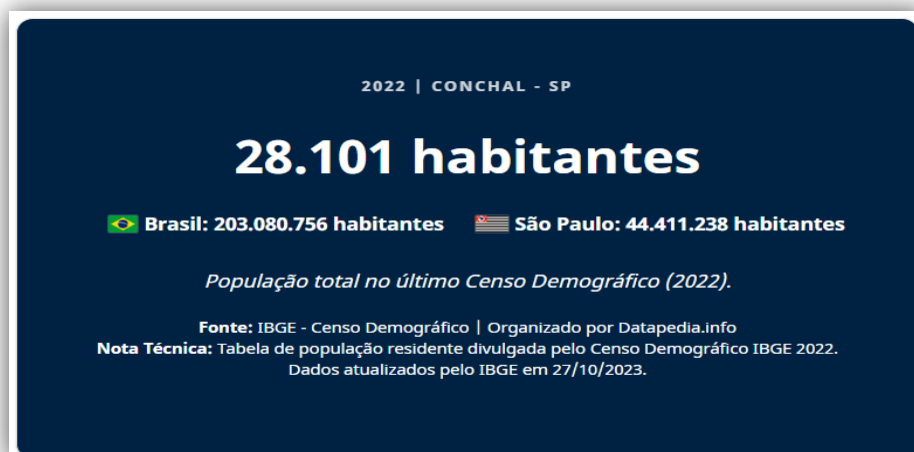 2022 | CONCHAL - SP
28.101 habitantes
Brasil: 203.080.756 habitantes São Paulo: 44.411.238 habitantes
População total no último Censo Demográfico (2022).
Fonte: IBGE - Censo Demográfico | Organizado por Datapedia.info
Nota Técnica: Tabela de população residente divulgada pelo Censo Demográfico IBGE 2022.
Dados atualizados pelo IBGE em 27/10/2023.